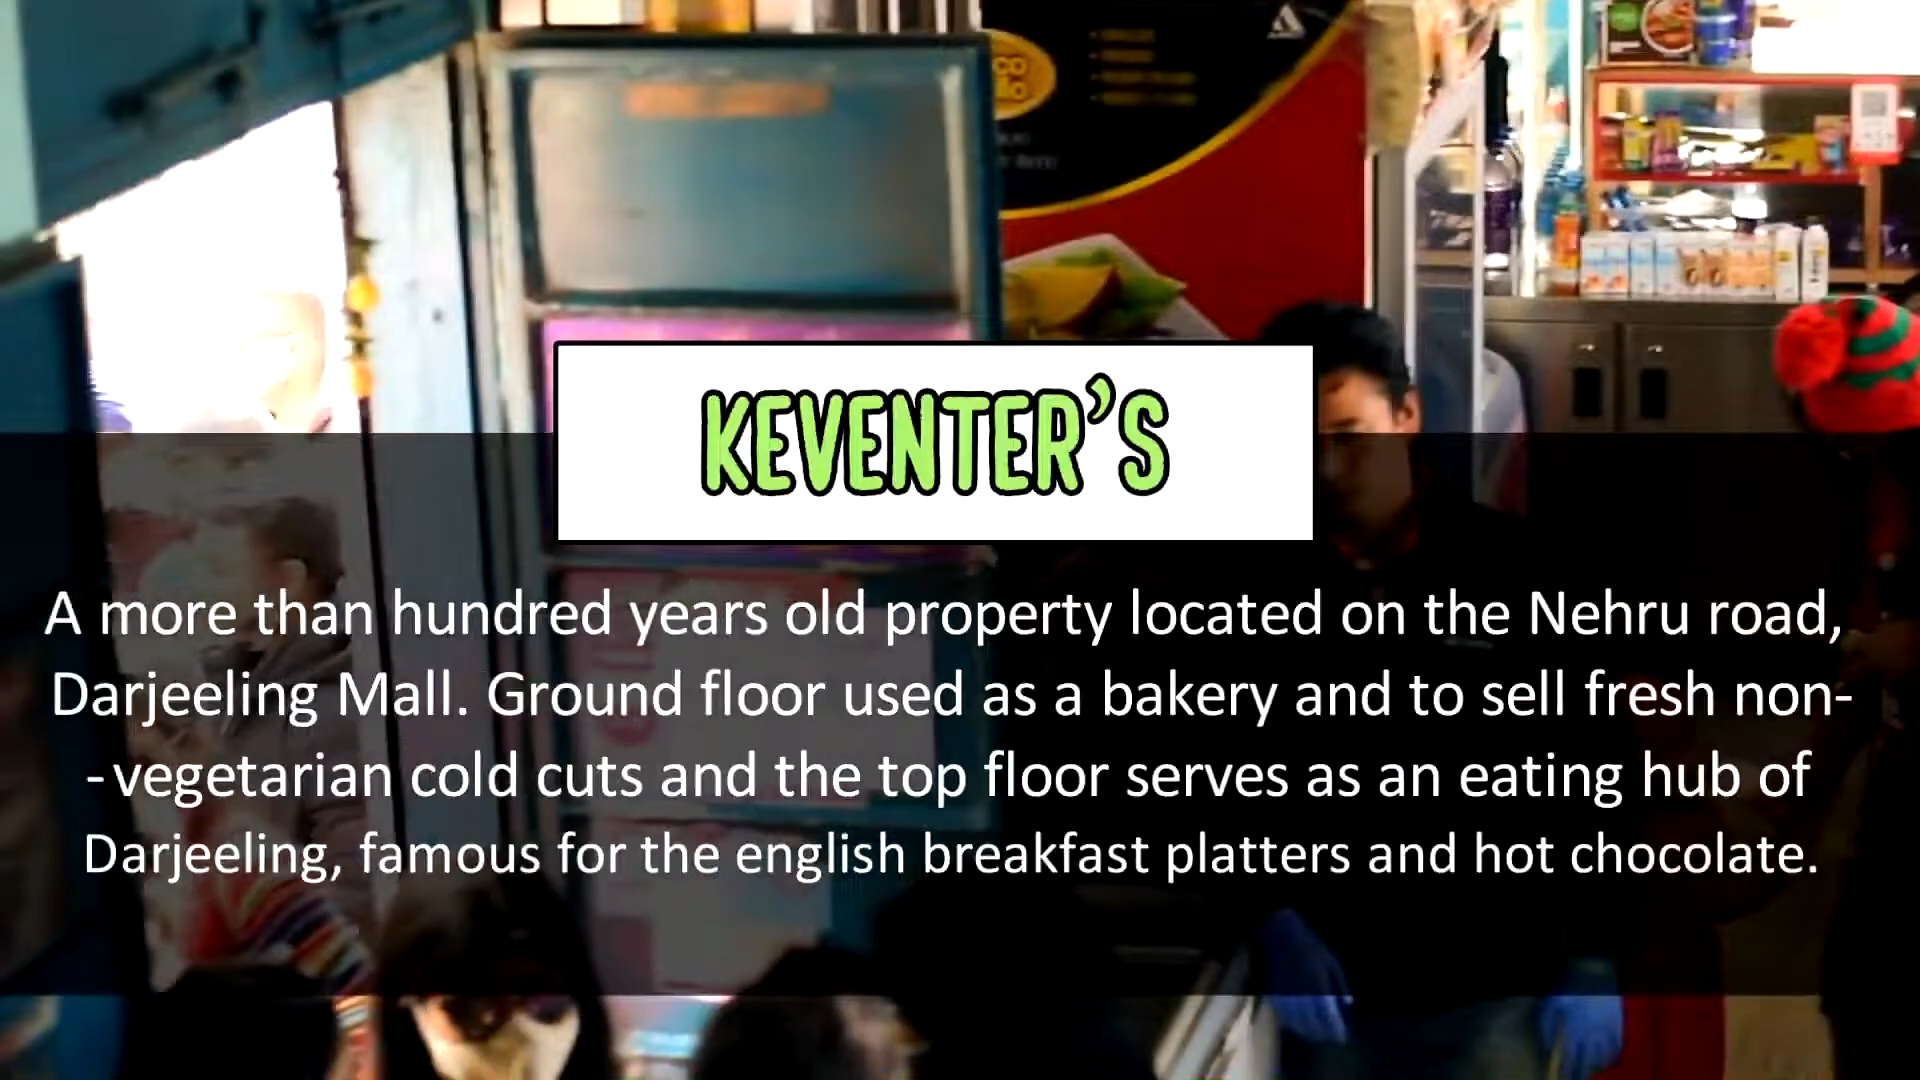 KEVENTER'S
A more than hundred years old property located on the Nehru road,
Darjeeling Mall. Ground floor used as a bakery and to sell fresh non-
-vegetarian cold cuts and the top floor serves as an eating hub of
Darjeeling, famous for the english breakfast platters and hot chocolate.